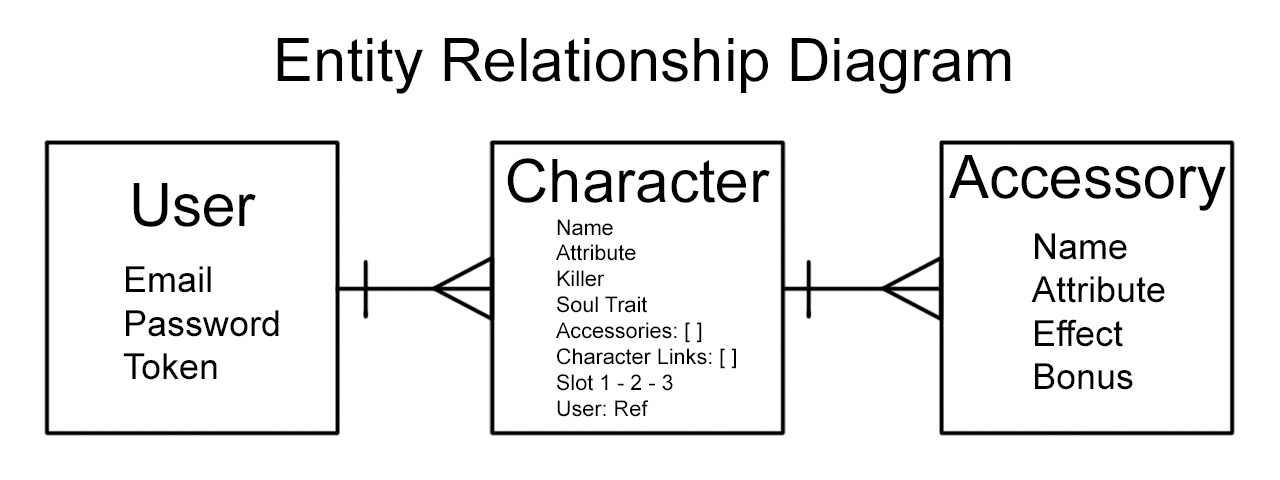 Entity Relationship Diagram
User
Email
Password
Token
Character
Name
Attribute
Killer
Soul Trait
Accessories: [ ]
Character Links: [ ]
Slot 1 - 2 - 3
User: Ref
Accessory
Name
Attribute
Effect
Bonus